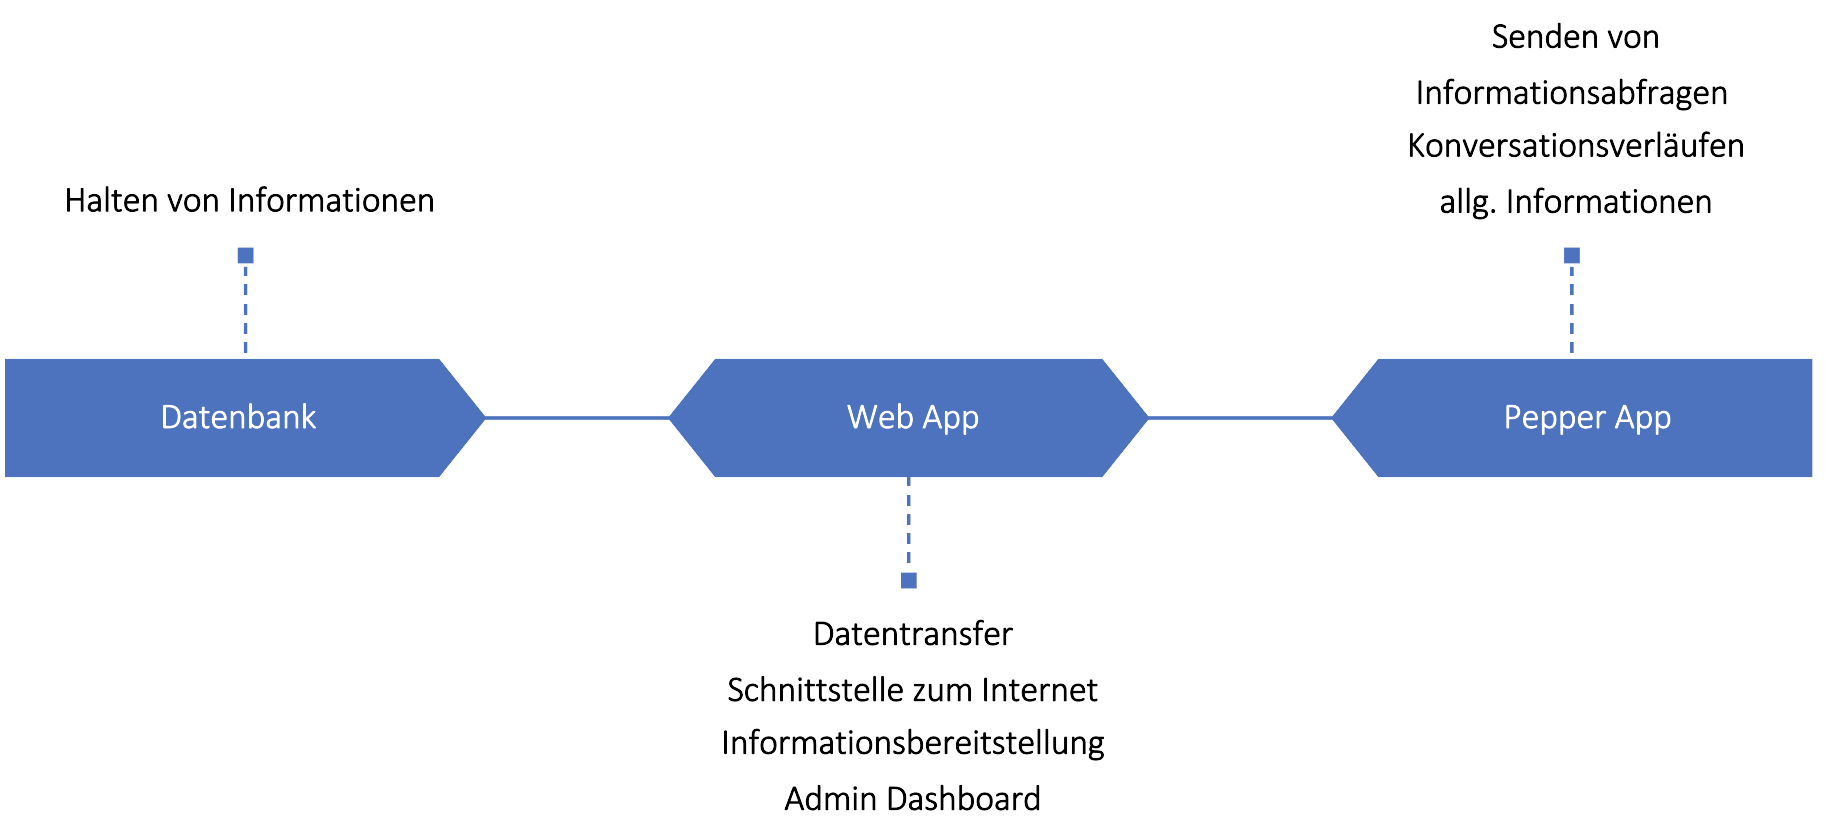 Senden von
Informationsabfragen
Konversationsverläufen
allg. Informationen
Halten von Informationen
Datenbank
Web App
Pepper App
Datentransfer
Schnittstelle zum Internet
Informationsbereitstellung
Admin Dashboard